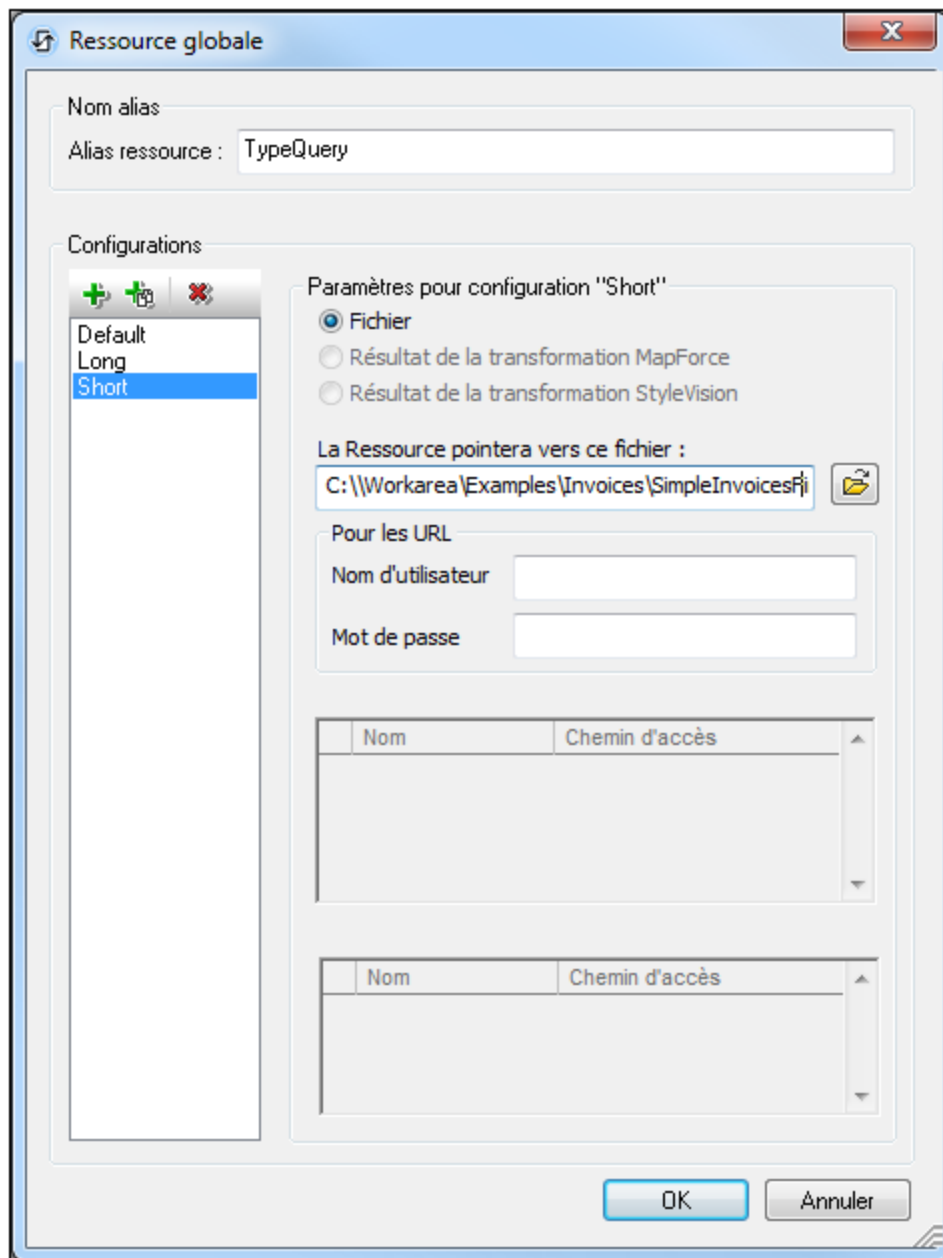 Ressource globale
Nom alias
Alias ressource : TypeQuery
Configurations
Default
Long
Short
Paramètres pour configuration "Short"
Fichier
Résultat de la transformation MapForce
Résultat de la transformation StyleVision
La Ressource pointera vers ce fichier :
C:\\Workarea\Examples\Invoices\SimpleInvoicesFi
Pour les URL
Nom d'utilisateur
Mot de passe
Nom Chemin d'accès
Nom Chemin d'accès
OK Annuler